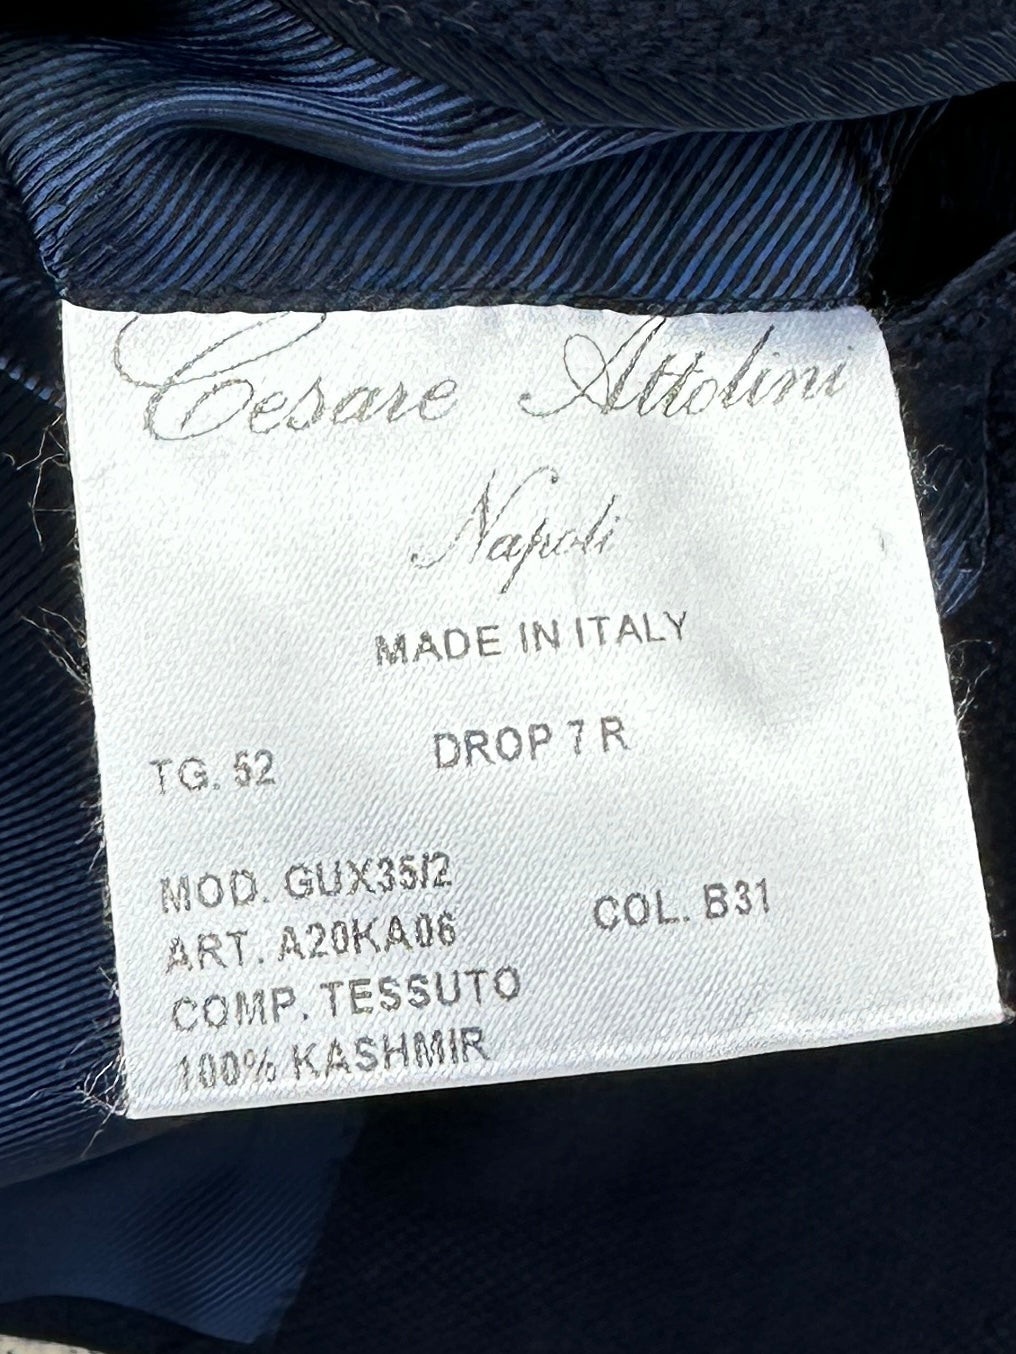 Cesare Attolini
Napoli
MADE IN ITALY
TG. 52 DROP 7 R
MOD. GUX35/2
ART. A20KA06 COL. B31
COMP. TESSUTO
100% KASHMIR